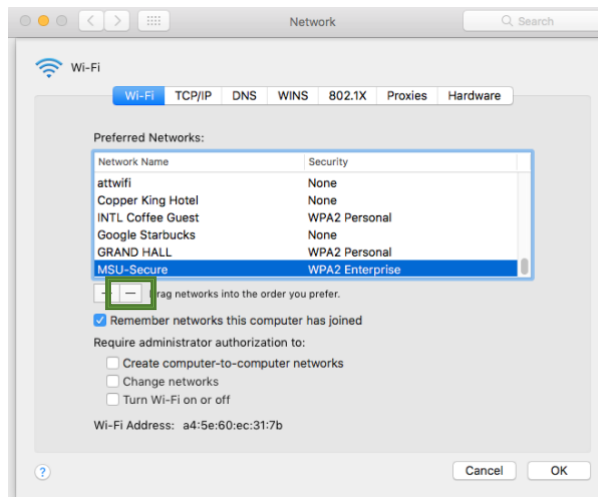 Network
Search
Wi-Fi
Wi-Fi TCP/IP DNS WINS 802.1X Proxies Hardware
Preferred Networks:
Network Name Security
attwifi None
Copper King Hotel None
INTL Coffee Guest WPA2 Personal
Google Starbucks None
GRAND HALL WPA2 Personal
MSU-Secure WPA2 Enterprise
+ − rag networks into the order you prefer.
Remember networks this computer has joined
Require administrator authorization to:
Create computer-to-computer networks
Change networks
Turn Wi-Fi on or off
Wi-Fi Address: a4:5e:60:ec:31:7b
? Cancel OK